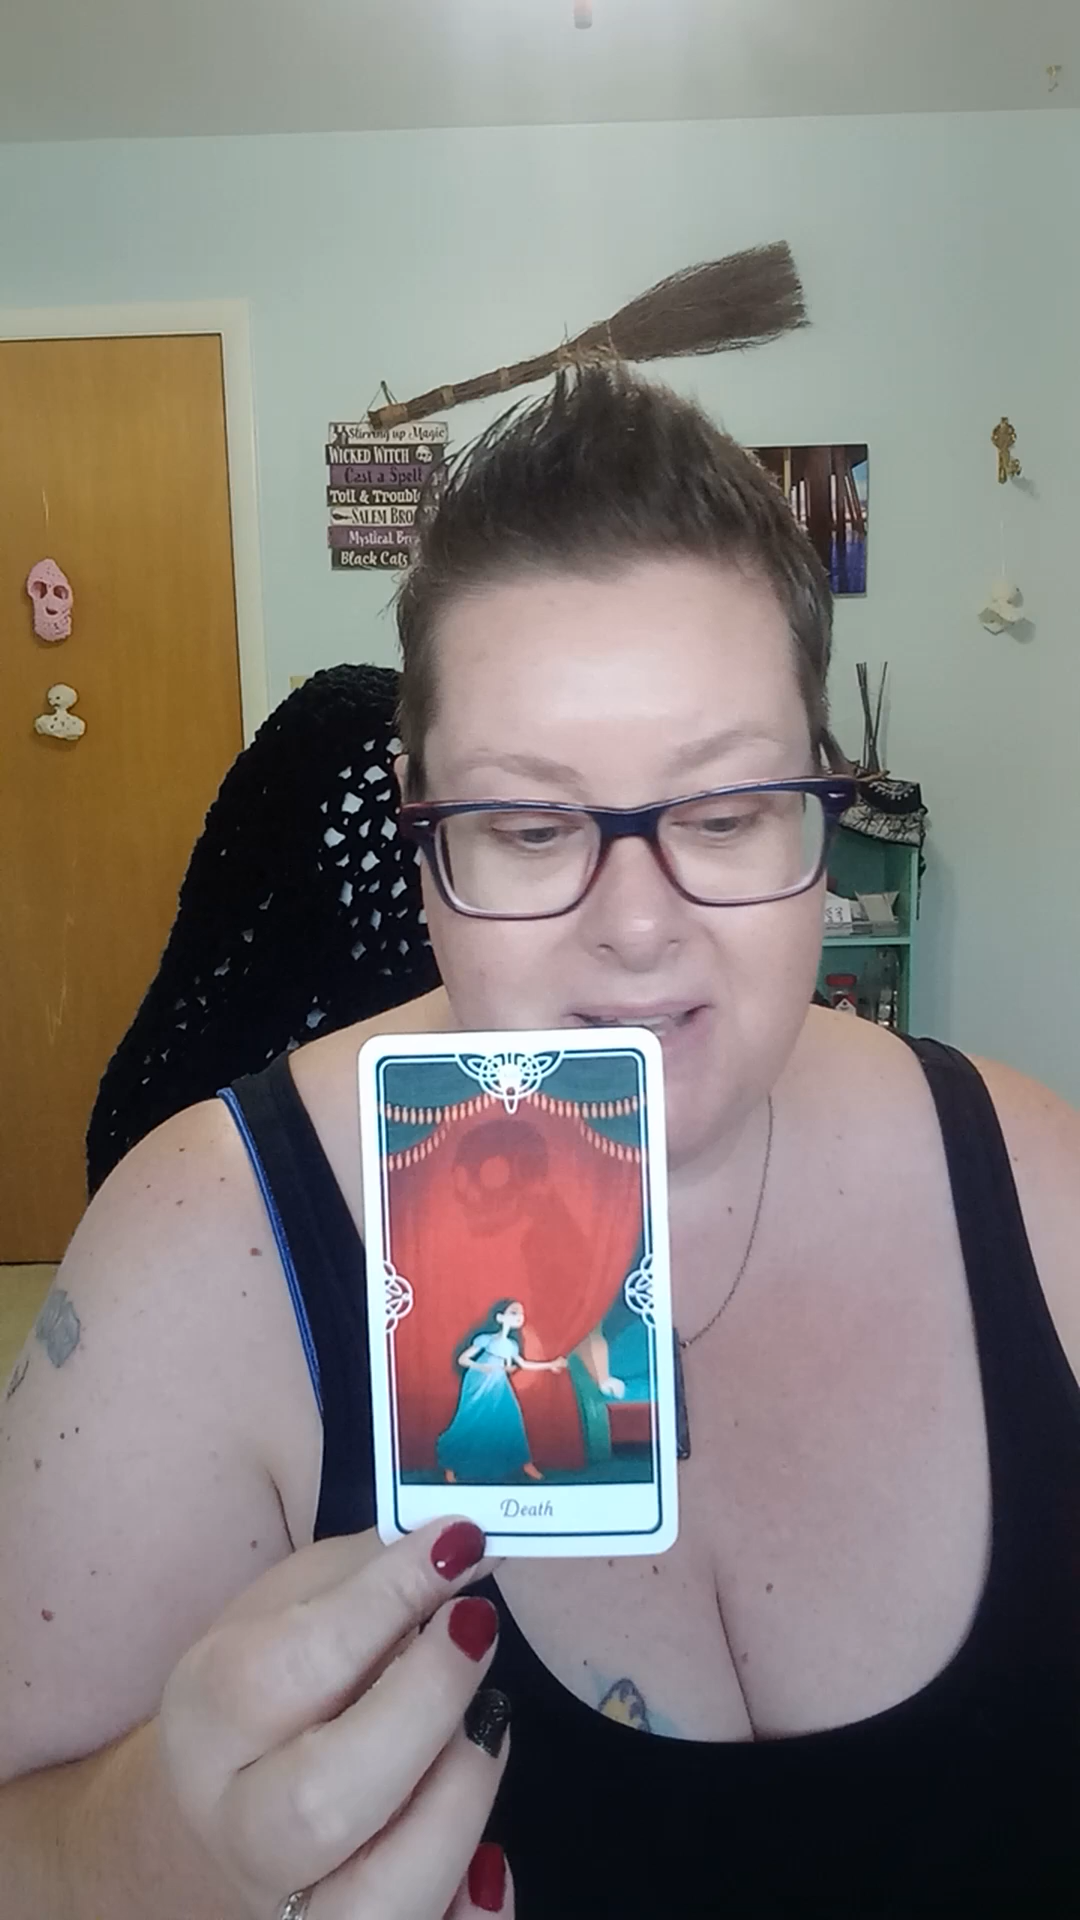 Stirring up Magic
WICKED WITCH
Cast a Spell
Toil & Trouble
SALEM
Mystical
Black Cats
Death